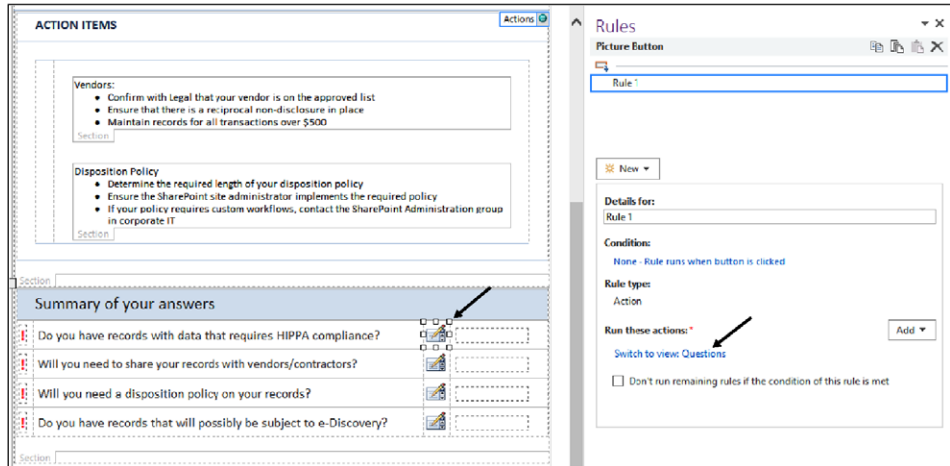 ACTION ITEMS
Actions
Vendors:
• Confirm with Legal that your vendor is on the approved list
• Ensure that there is a reciprocal non-disclosure in place
• Maintain records for all transactions over $500
Section
Disposition Policy
• Determine the required length of your disposition policy
• Ensure the SharePoint site administrator implements the required policy
• If your policy requires custom workflows, contact the SharePoint Administration group
in corporate IT
Section
Section
Summary of your answers
! Do you have records with data that requires HIPPA compliance?
! Will you need to share your records with vendors/contractors?
! Will you need a disposition policy on your records?
! Do you have records that will possibly be subject to e-Discovery?
Section
Rules
Picture Button
Rule 1
New
Details for:
Rule 1
Condition:
None - Rule runs when button is clicked
Rule type:
Action
Run these actions:*
Add
Switch to view: Questions
Don't run remaining rules if the condition of this rule is met